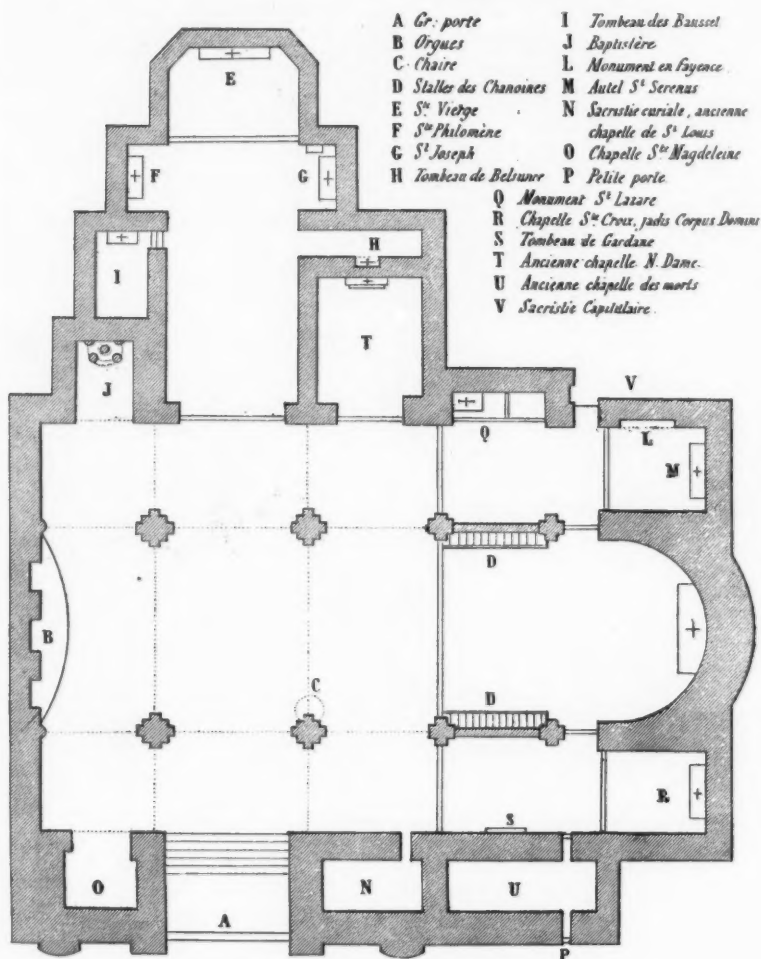 A Gr: porte
B Orgues
C Chaire
D Stalles des Chanoines
E Ste Vierge
F Ste Philomène
G St Joseph
H Tombeau de Belsunce
I Tombeau des Bausset
J Baptistère
L Monument en Fayence
M Autel St Serenus
N Sacristie curiale, ancienne
chapelle de St Louis
O Chapelle Ste Magdeleine
P Petite porte
Q Monument St Lazare
R Chapelle Ste Croix, jadis Corpus Domini
S Tombeau de Gardane
T Ancienne chapelle N. Dame.
U Ancienne chapelle des morts
V Sacristie Capitulaire.
E
F
G
H
I
T
J
V
Q
L
M
D
B
C
D
R
S
O
N
U
A
P